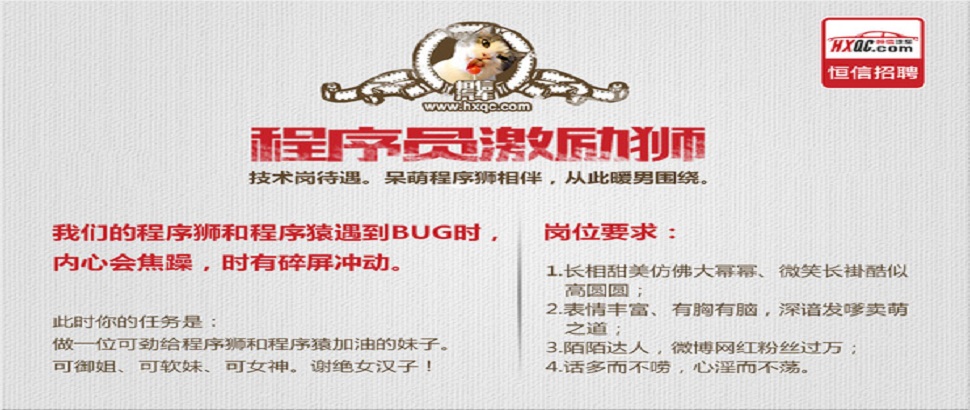 HXQC恒信汽车
.com
恒信招聘
www.hxqc.com
程序员激励狮
技术岗待遇。呆萌程序狮相伴，从此暖男围绕。
我们的程序狮和程序猿遇到BUG时，
内心会焦躁，时有碎屏冲动。
此时你的任务是：
做一位可劲给程序狮和程序猿加油的妹子。
可御姐、可软妹、可女神。谢绝女汉子！
岗位要求：
1.长相甜美仿佛大幂幂、微笑长褂酷似
高圆圆；
2.表情丰富、有胸有脑，深谙发嗲卖萌
之道；
3.陌陌达人，微博网红粉丝过万；
4.话多而不唠，心淫而不荡。